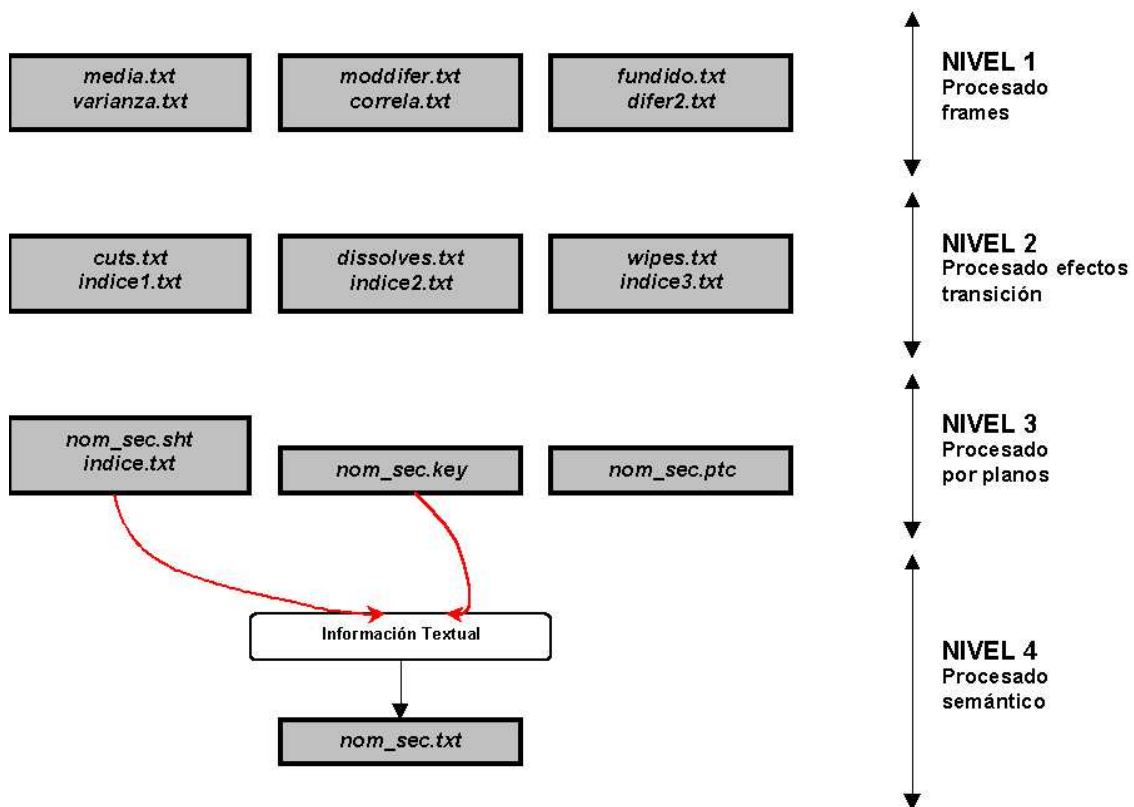 media.txt
varianza.txt
moddifer.txt
correla.txt
fundido.txt
difer2.txt
NIVEL 1
Procesado
frames
cuts.txt
indice1.txt
dissolves.txt
indice2.txt
wipes.txt
indice3.txt
NIVEL 2
Procesado efectos
transición
nom_sec.sht
indice.txt
nom_sec.key
nom_sec.ptc
NIVEL 3
Procesado
por planos
Información Textual
nom_sec.txt
NIVEL 4
Procesado
semántico